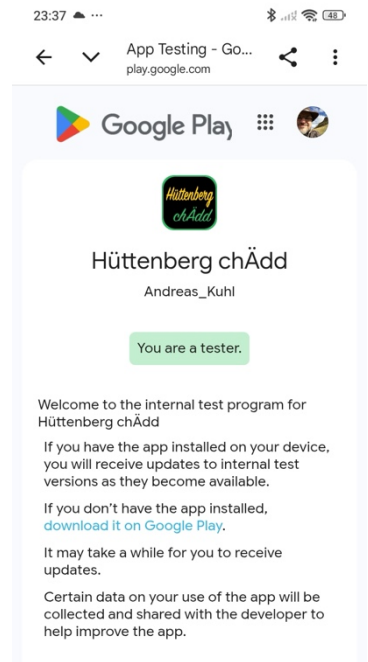 23:37
48
App Testing - Go...
play.google.com
Google Play
Hüttenberg
chÄdd
Hüttenberg chÄdd
Andreas_Kuhl
You are a tester.
Welcome to the internal test program for
Hüttenberg chÄdd
If you have the app installed on your device,
you will receive updates to internal test
versions as they become available.
If you don't have the app installed,
download it on Google Play.
It may take a while for you to receive
updates.
Certain data on your use of the app will be
collected and shared with the developer to
help improve the app.